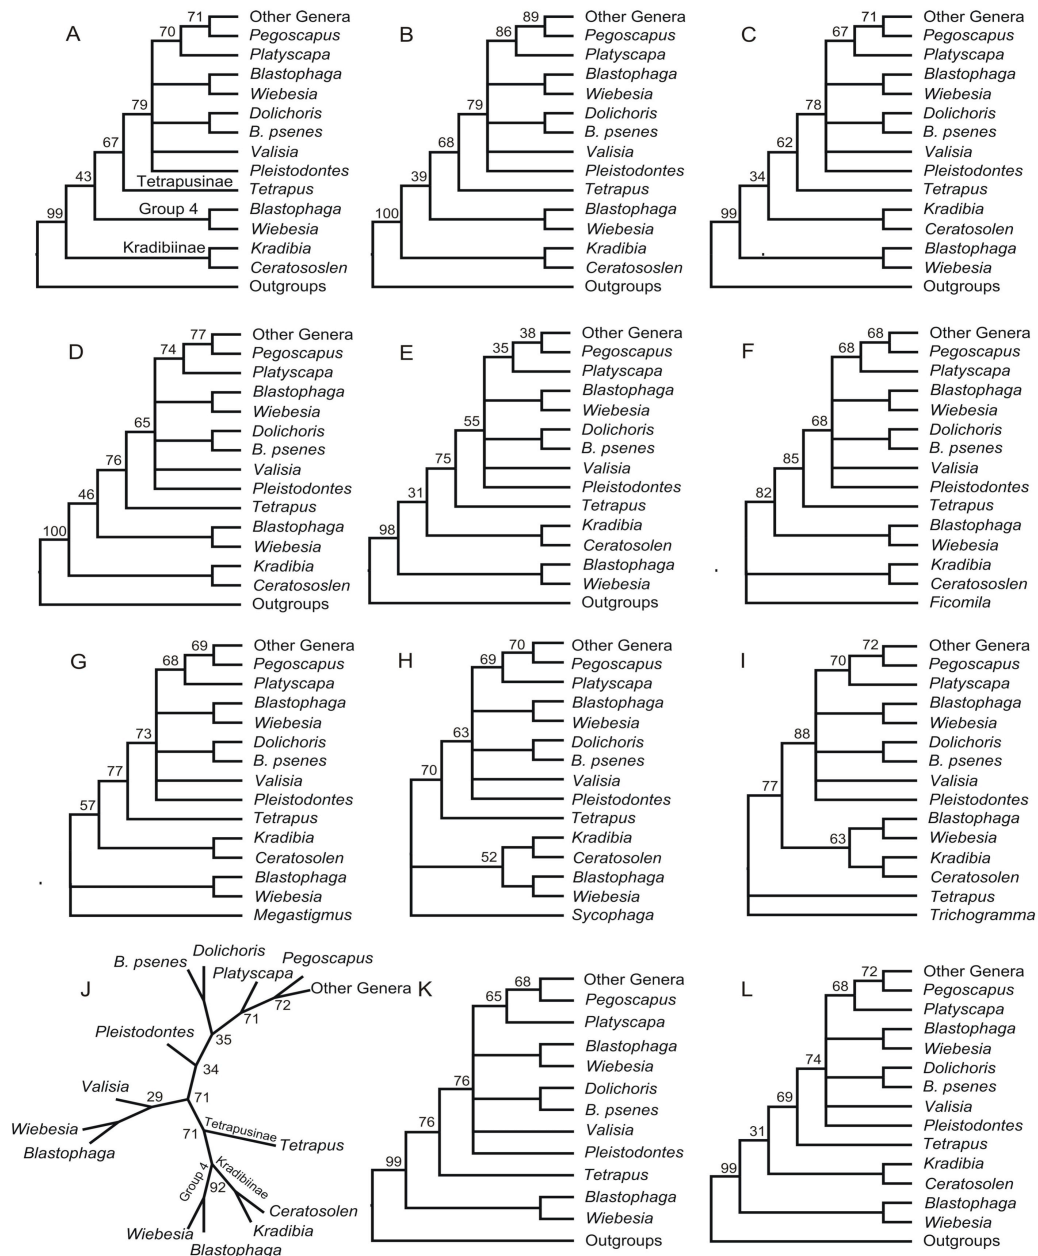 A
71
Other Genera
Pegoscapus
70
Platyscapa
Blastophaga
Wiebesia
79
Dolichoris
B. psenes
67
Valisia
Pleistodontes
43
Tetrapusinae
Tetrapus
99
Group 4
Blastophaga
Wiebesia
Kradibiinae
Kradibia
Ceratososlen
Outgroups
B
89
Other Genera
Pegoscapus
86
Platyscapa
Blastophaga
Wiebesia
79
Dolichoris
B. psenes
68
Valisia
Pleistodontes
39
Tetrapus
100
Blastophaga
Wiebesia
Kradibia
Ceratososlen
Outgroups
C
71
Other Genera
Pegoscapus
67
Platyscapa
Blastophaga
Wiebesia
78
Dolichoris
B. psenes
62
Valisia
Pleistodontes
34
Tetrapus
99
Kradibia
Ceratosolen
Blastophaga
Wiebesia
Outgroups
D
77
Other Genera
Pegoscapus
74
Platyscapa
Blastophaga
Wiebesia
65
Dolichoris
B. psenes
76
Valisia
Pleistodontes
46
Tetrapus
100
Blastophaga
Wiebesia
Kradibia
Ceratososlen
Outgroups
E
38
Other Genera
Pegoscapus
35
Platyscapa
Blastophaga
Wiebesia
55
Dolichoris
B. psenes
75
Valisia
Pleistodontes
31
Tetrapus
98
Kradibia
Ceratosolen
Blastophaga
Wiebesia
Outgroups
F
68
Other Genera
Pegoscapus
68
Platyscapa
Blastophaga
Wiebesia
68
Dolichoris
B. psenes
85
Valisia
Pleistodontes
82
Tetrapus
Blastophaga
Wiebesia
Kradibia
Ceratososlen
Ficomila
G
69
Other Genera
Pegoscapus
68
Platyscapa
Blastophaga
Wiebesia
73
Dolichoris
B. psenes
77
Valisia
Pleistodontes
57
Tetrapus
Kradibia
Ceratosolen
Blastophaga
Wiebesia
Megastigmus
H
70
Other Genera
Pegoscapus
69
Platyscapa
Blastophaga
Wiebesia
63
Dolichoris
B. psenes
70
Valisia
Pleistodontes
Tetrapus
Kradibia
52
Ceratosolen
Blastophaga
Wiebesia
Sycophaga
I
72
Other Genera
Pegoscapus
70
Platyscapa
Blastophaga
Wiebesia
88
Dolichoris
B. psenes
77
Valisia
Pleistodontes
Blastophaga
63
Wiebesia
Kradibia
Ceratosolen
Tetrapus
Trichogramma
J
Dolichoris
B. psenes
Pegoscapus
Platyscapa
Other Genera
72
71
35
Pleistodontes
34
Valisia
29
71
Wiebesia
Blastophaga
71
Tetrapusinae
Tetrapus
Group 4
92
Kradibiinae
Ceratosolen
Kradibia
Wiebesia
Blastophaga
K
68
Other Genera
65
Pegoscapus
Platyscapa
Blastophaga
Wiebesia
76
Dolichoris
B. psenes
76
Valisia
Pleistodontes
99
Tetrapus
Blastophaga
Wiebesia
Outgroups
L
72
Other Genera
68
Pegoscapus
Platyscapa
Blastophaga
Wiebesia
74
Dolichoris
B. psenes
69
Valisia
Pleistodontes
31
Tetrapus
99
Kradibia
Ceratosolen
Blastophaga
Wiebesia
Outgroups